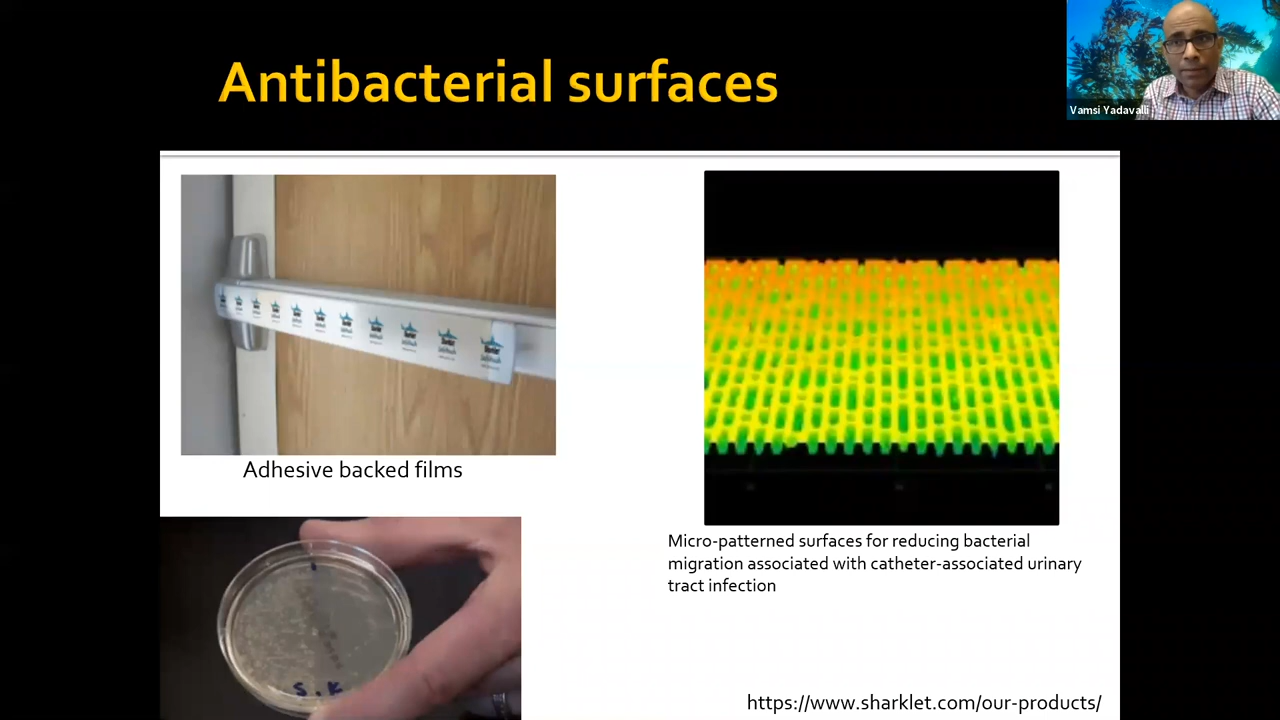 Antibacterial surfaces
Vamsi Yadavalli
Adhesive backed films
Micro-patterned surfaces for reducing bacterial
migration associated with catheter-associated urinary
tract infection
S K
https://www.sharklet.com/our-products/